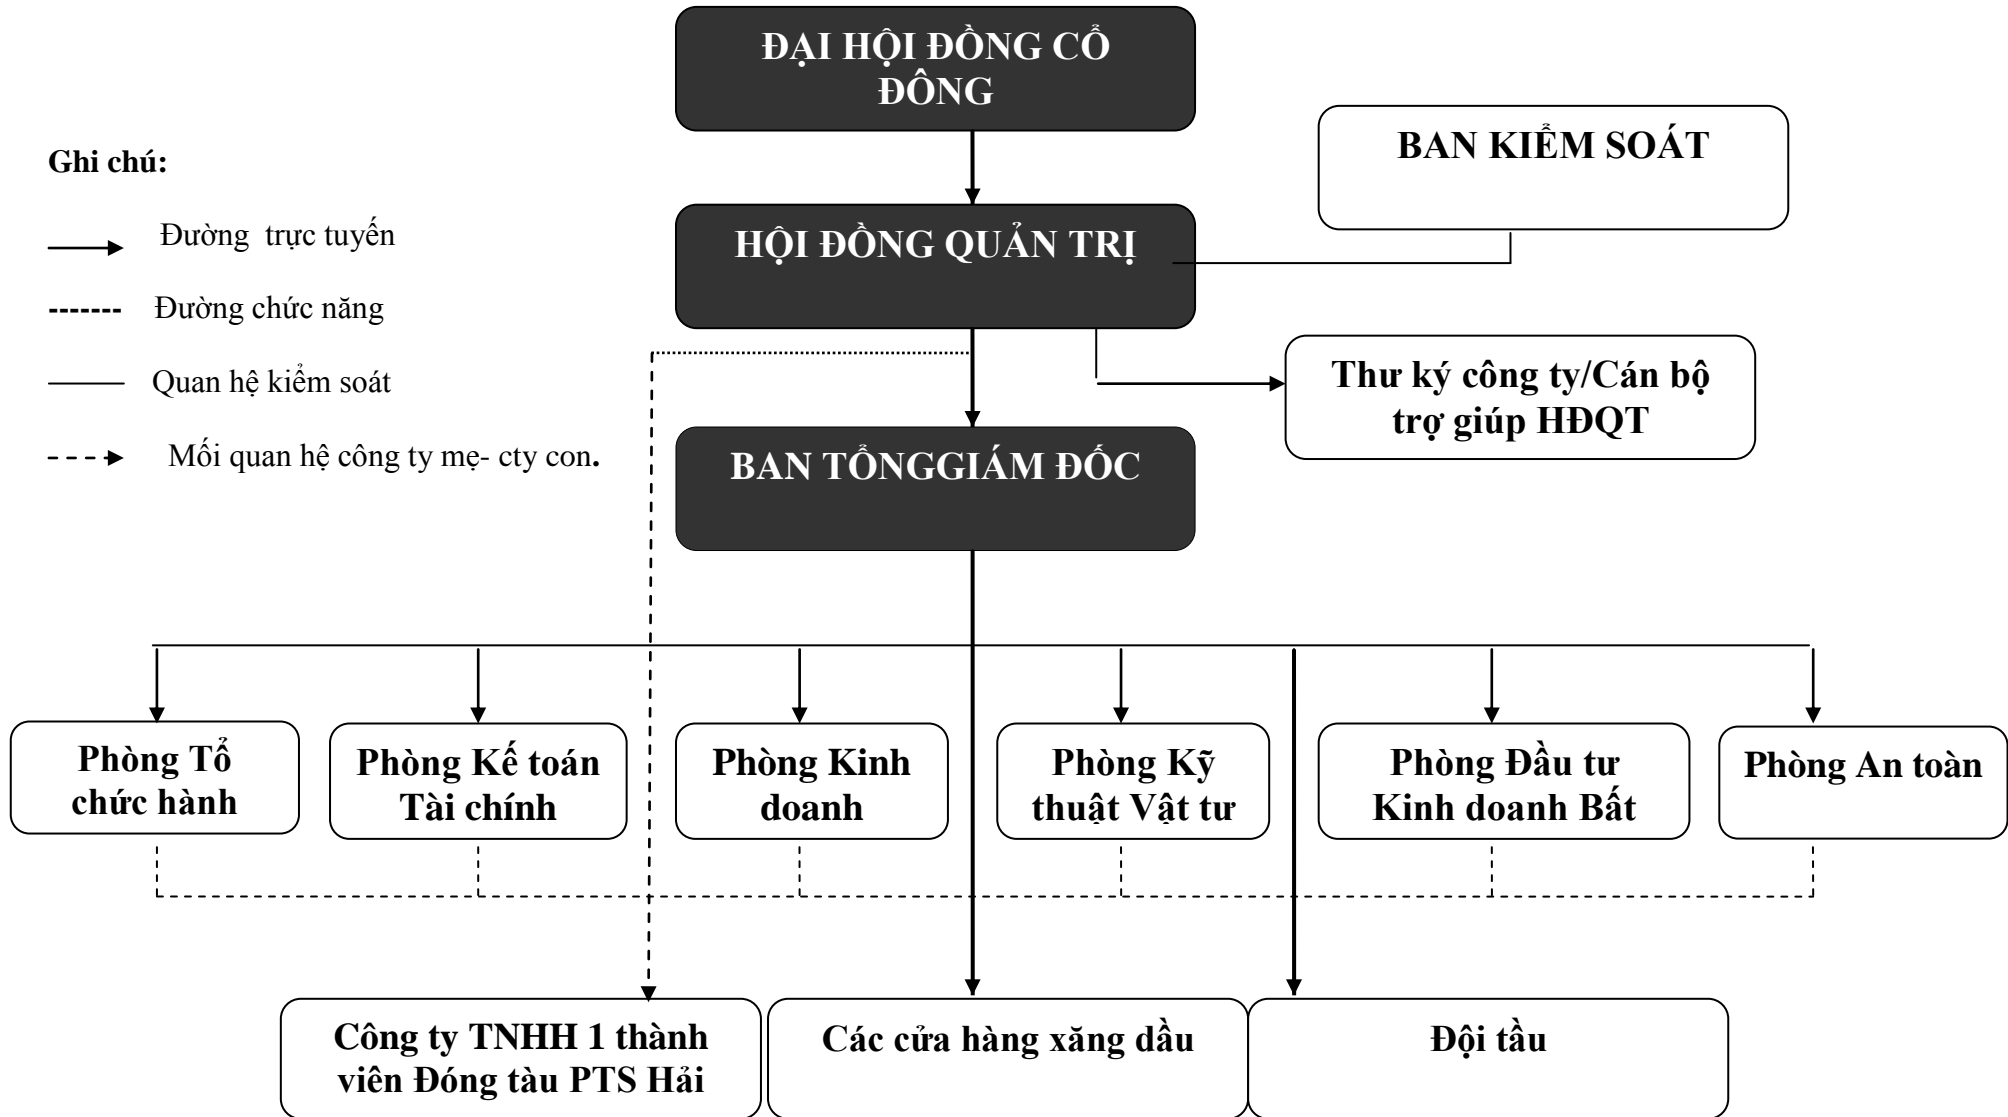 ĐẠI HỘI ĐỒNG CỔ
ĐÔNG
BAN KIỂM SOÁT
Ghi chú:
Đường trực tuyến
HỘI ĐỒNG QUẢN TRỊ
Đường chức năng
Quan hệ kiểm soát
Thư ký công ty/Cán bộ
trợ giúp HĐQT
Mối quan hệ công ty mẹ- cty con.
BAN TỔNGGIÁM ĐỐC
Phòng Tổ
chức hành
Phòng Kế toán
Tài chính
Phòng Kinh
doanh
Phòng Kỹ
thuật Vật tư
Phòng Đầu tư
Kinh doanh Bất
Phòng An toàn
Công ty TNHH 1 thành
viên Đóng tàu PTS Hải
Các cửa hàng xăng dầu
Đội tầu